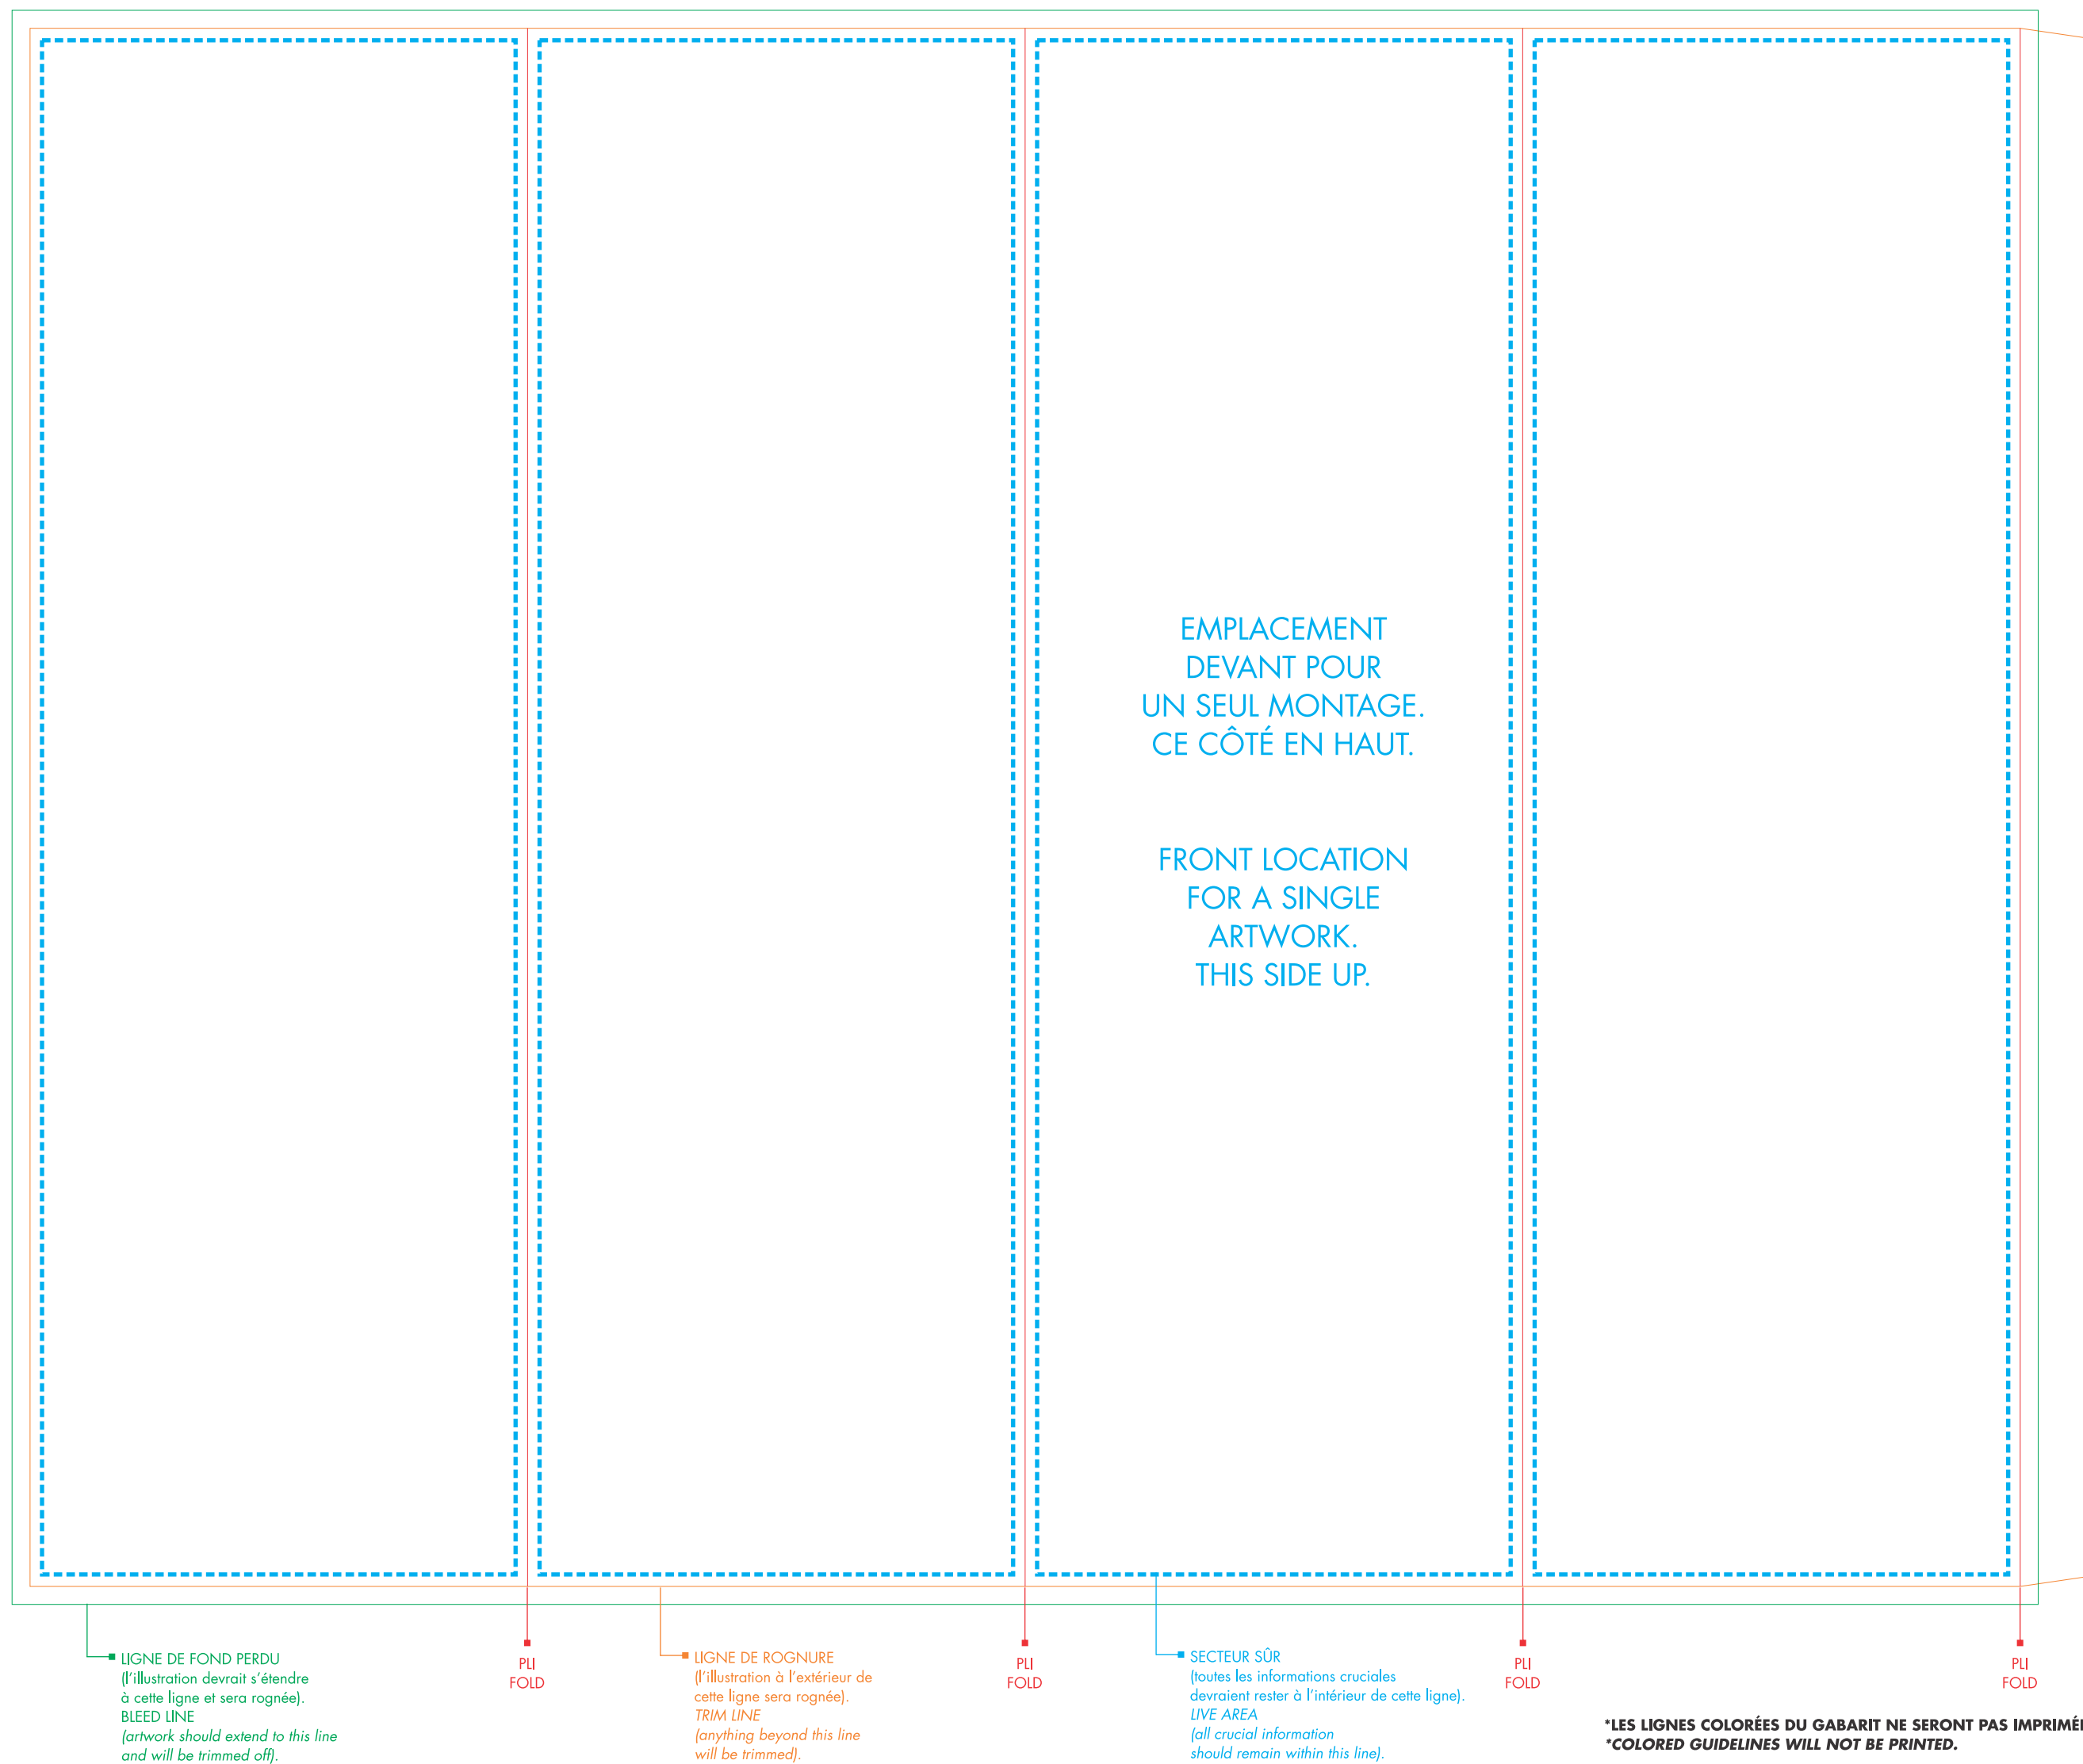 EMPLACEMENT
DEVANT POUR
UN SEUL MONTAGE.
CE CÔTÉ EN HAUT.
FRONT LOCATION
FOR A SINGLE
ARTWORK.
THIS SIDE UP.
LIGNE DE FOND PERDU
(l'illustration devrait s'étendre
à cette ligne et sera rognée).
BLEED LINE
(artwork should extend to this line
and will be trimmed off).
PLI
FOLD
LIGNE DE ROGNURE
(l'illustration à l'extérieur de
cette ligne sera rognée).
TRIM LINE
(anything beyond this line
will be trimmed).
PLI
FOLD
SECTEUR SÛR
(toutes les informations cruciales
devraient rester à l'intérieur de cette ligne).
LIVE AREA
(all crucial information
should remain within this line).
PLI
FOLD
PLI
FOLD
*LES LIGNES COLORÉES DU GABARIT NE SERONT PAS
*COLORED GUIDELINES WILL NOT BE PRINTED.